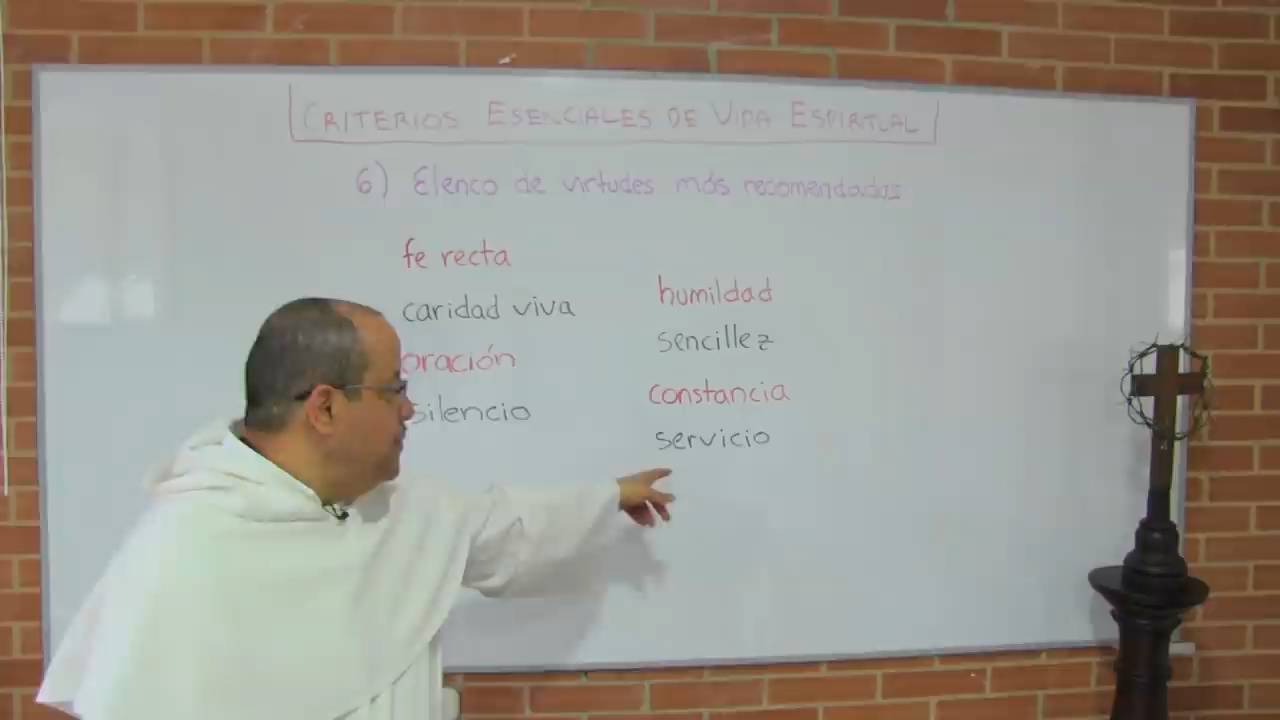 CRITERIOS ESENCIALES DE VIDA ESPIRTUAL
6) Elenco de virtudes más recomendadas
fe recta
caridad viva
oración
silencio
humildad
sencillez
constancia
servicio